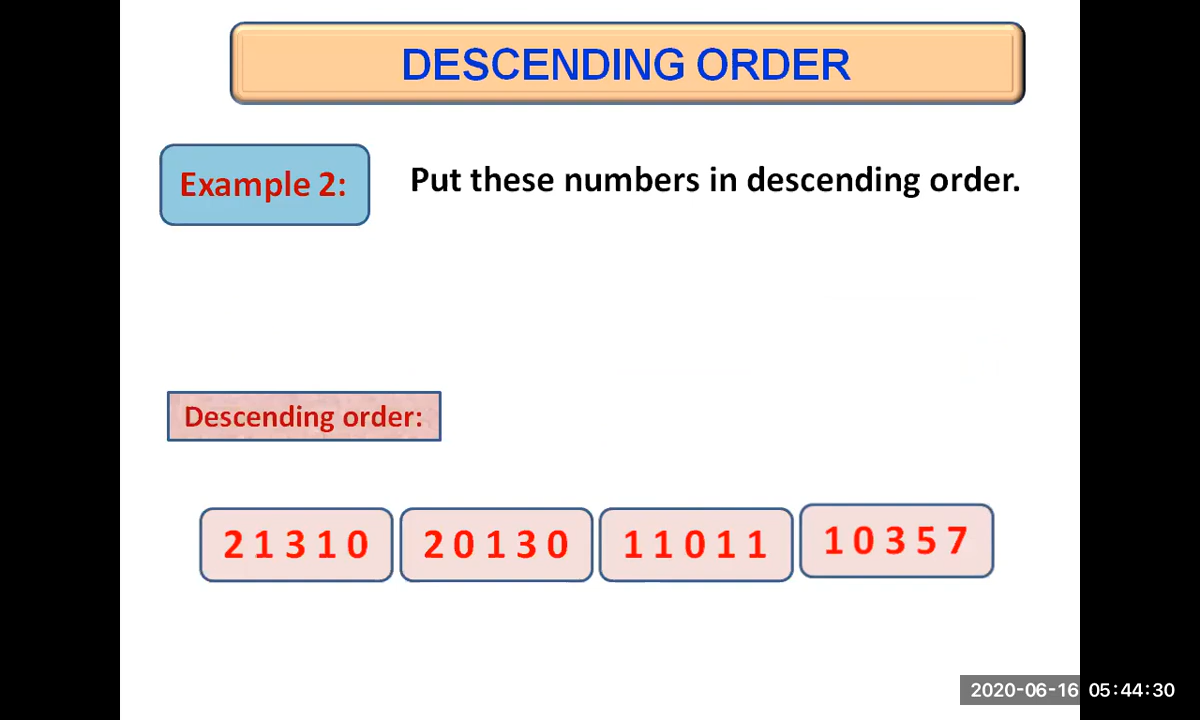 DESCENDING ORDER
Example 2: Put these numbers in descending order.
Descending order:
2 1 3 1 0 2 0 1 3 0 1 1 0 1 1 1 0 3 5 7
2020-06-16 05:44:30